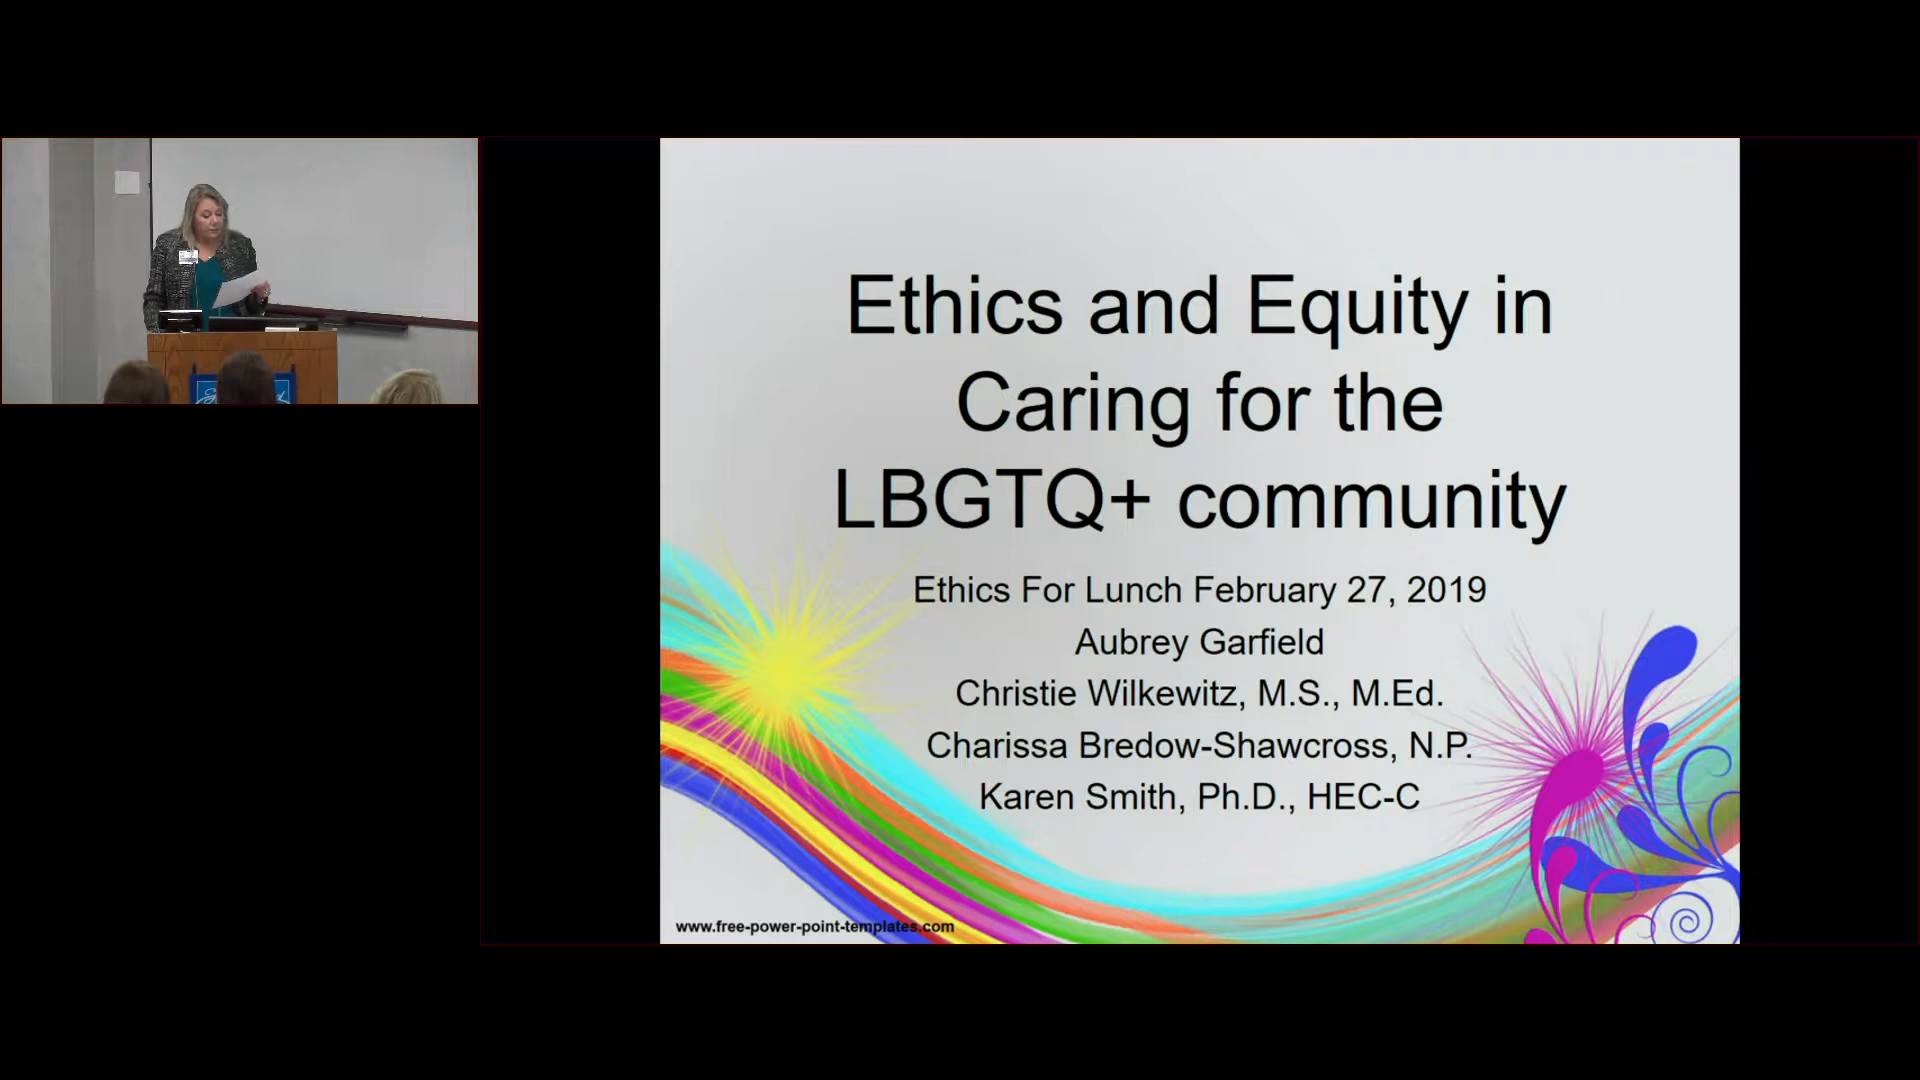 Ethics and Equity in
Caring for the
LBGTQ+ community
Ethics For Lunch February 27, 2019
Aubrey Garfield
Christie Wilkewitz, M.S., M.Ed.
Charissa Bredow-Shawcross, N.P.
Karen Smith, Ph.D., HEC-C
www.free-power-point-templates.com